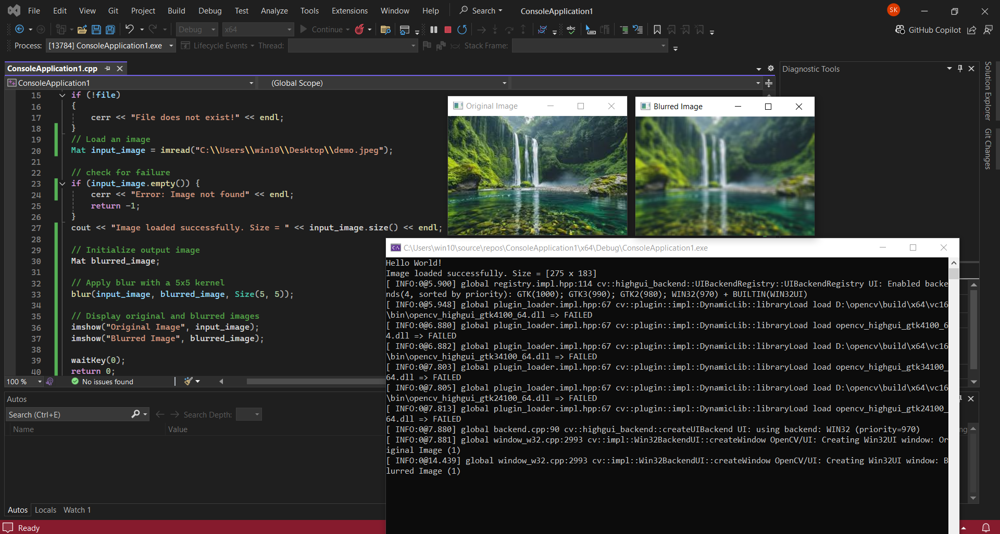 File Edit View Git Project Build Debug Test Analyze Tools Extensions Window Help Search ConsoleApplication1 SK
Debug x64 Continue abc GitHub Copilot
Process: [13784] ConsoleApplication1.exe Lifecycle Events Thread: Stack Frame:
ConsoleApplication1.cpp
ConsoleApplication1 (Global Scope)
15 if (!file)
16 {
17 cerr << "File does not exist!" << endl;
18 }
19 // Load an image
20 Mat input_image = imread("C:\\Users\\win10\\Desktop\\demo.jpeg");
21
22 // check for failure
23 if (input_image.empty()) {
24 cerr << "Error: Image not found" << endl;
25 return -1;
26 }
27 cout << "Image loaded successfully. Size = " << input_image.size() << endl;
28
29 // Initialize output image
30 Mat blurred_image;
31
32 // Apply blur with a 5x5 kernel
33 blur(input_image, blurred_image, Size(5, 5));
34
35 // Display original and blurred images
36 imshow("Original Image", input_image);
37 imshow("Blurred Image", blurred_image);
38
39 waitKey(0);
40 return 0;
100 % No issues found
Original Image
Blurred Image
Diagnostic Tools
Solution Explorer
Git Changes
C:\Users\win10\source\repos\ConsoleApplication1\x64\Debug\ConsoleApplication1.exe
Hello World!
Image loaded successfully. Size = [275 x 183]
[ INFO:0@5.900] global registry.impl.hpp:114 cv::highgui_backend::UIBackendRegistry::UIBackendRegistry UI: Enabled backe
nds(4, sorted by priority): GTK(1000); GTK3(990); GTK2(980); WIN32(970) + BUILTIN(WIN32UI)
[ INFO:0@5.948] global plugin_loader.impl.hpp:67 cv::plugin::impl::DynamicLib::libraryLoad load D:\opencv\build\x64\vc16
\bin\opencv_highgui_gtk4100_64.dll => FAILED
[ INFO:0@6.880] global plugin_loader.impl.hpp:67 cv::plugin::impl::DynamicLib::libraryLoad load opencv_highgui_gtk4100_6
4.dll => FAILED
[ INFO:0@6.882] global plugin_loader.impl.hpp:67 cv::plugin::impl::DynamicLib::libraryLoad load D:\opencv\build\x64\vc16
\bin\opencv_highgui_gtk34100_64.dll => FAILED
[ INFO:0@7.803] global plugin_loader.impl.hpp:67 cv::plugin::impl::DynamicLib::libraryLoad load opencv_highgui_gtk34100_
64.dll => FAILED
[ INFO:0@7.805] global plugin_loader.impl.hpp:67 cv::plugin::impl::DynamicLib::libraryLoad load D:\opencv\build\x64\vc16
\bin\opencv_highgui_gtk24100_64.dll => FAILED
[ INFO:0@7.813] global plugin_loader.impl.hpp:67 cv::plugin::impl::DynamicLib::libraryLoad load opencv_highgui_gtk24100_
64.dll => FAILED
[ INFO:0@7.880] global backend.cpp:90 cv::highgui_backend::createUIBackend UI: using backend: WIN32 (priority=970)
[ INFO:0@7.881] global window_w32.cpp:2993 cv::impl::Win32BackendUI::createWindow OpenCV/UI: Creating Win32UI window: Or
iginal Image (1)
[ INFO:0@14.439] global window_w32.cpp:2993 cv::impl::Win32BackendUI::createWindow OpenCV/UI: Creating Win32UI window: B
lurred Image (1)
Autos
Search (Ctrl+E) Search Depth:
Name Value
ng
Autos Locals Watch 1
Ready